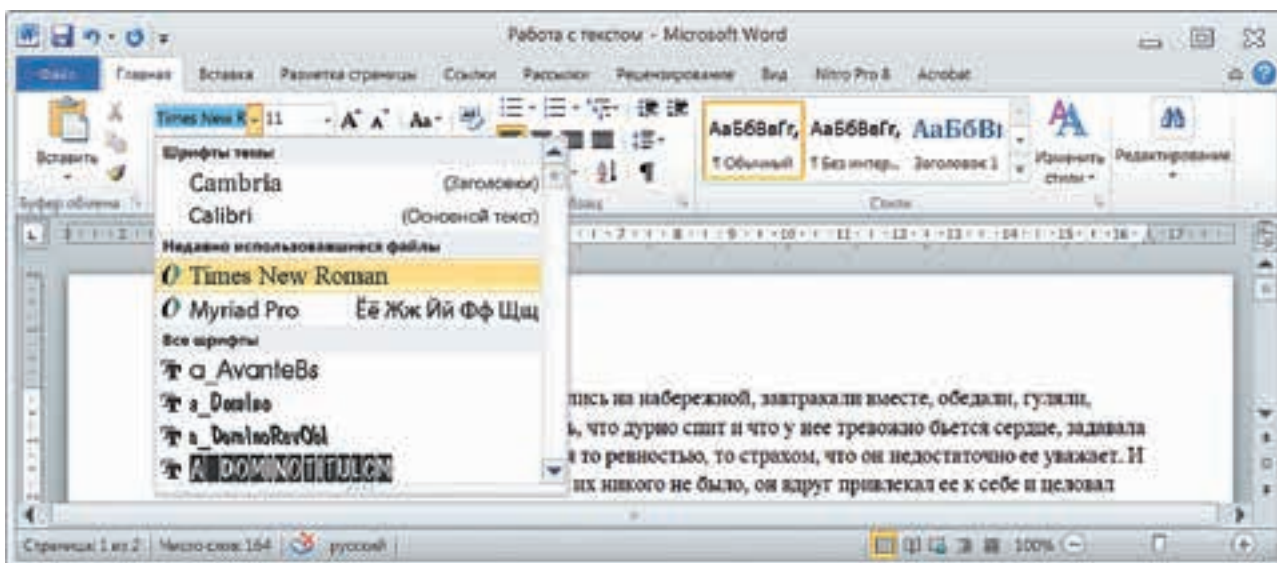 Работа с текстом - Microsoft Word
Файл Главная Вставка Разметка страницы Ссылки Рассылки Рецензирование Вид Nitro Pro 8 Acrobat
Times New R 11
АаБбВвГг, АаБбВвГг, АаБбВı
Вставить
¶ Обычный ¶ Без интер... Заголовок 1
Изменить стили
Редактирование
Буфер обмена
Стили
Шрифты темы
Cambria (Заголовки)
Calibri (Основной текст)
Недавно использовавшиеся файлы
Times New Roman
Myriad Pro Ёё Жж Йй Фф Щщ
Все шрифты
a_AvanteBs
a_Domino
a_DominoRevObl
A_DOMINOTITULCN
на набережной, завтракали вместе, обедали, гуляли,
что дурно спит и что у нее тревожно бьется сердце, задавала
то ревностью, то страхом, что он недостаточно ее уважает. И
их никого не было, он вдруг привлекал ее к себе и целовал
Страница: 1 из 2 Число слов: 164 русский 100%